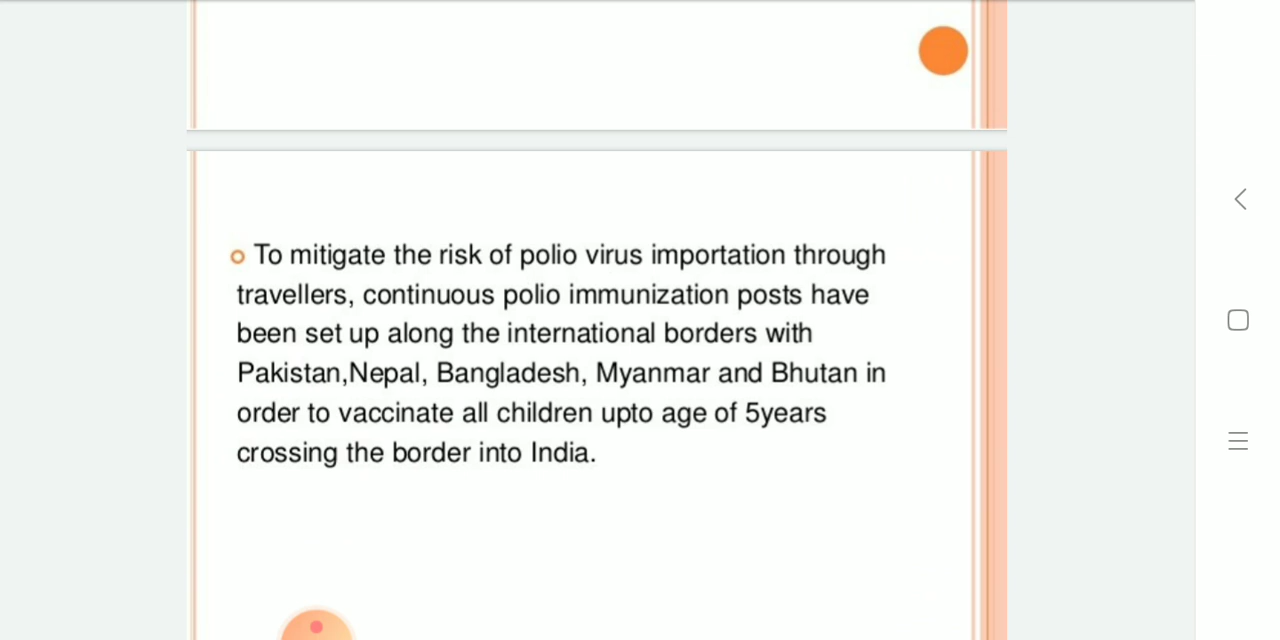 To mitigate the risk of polio virus importation through
travellers, continuous polio immunization posts have
been set up along the international borders with
Pakistan,Nepal, Bangladesh, Myanmar and Bhutan in
order to vaccinate all children upto age of 5years
crossing the border into India.